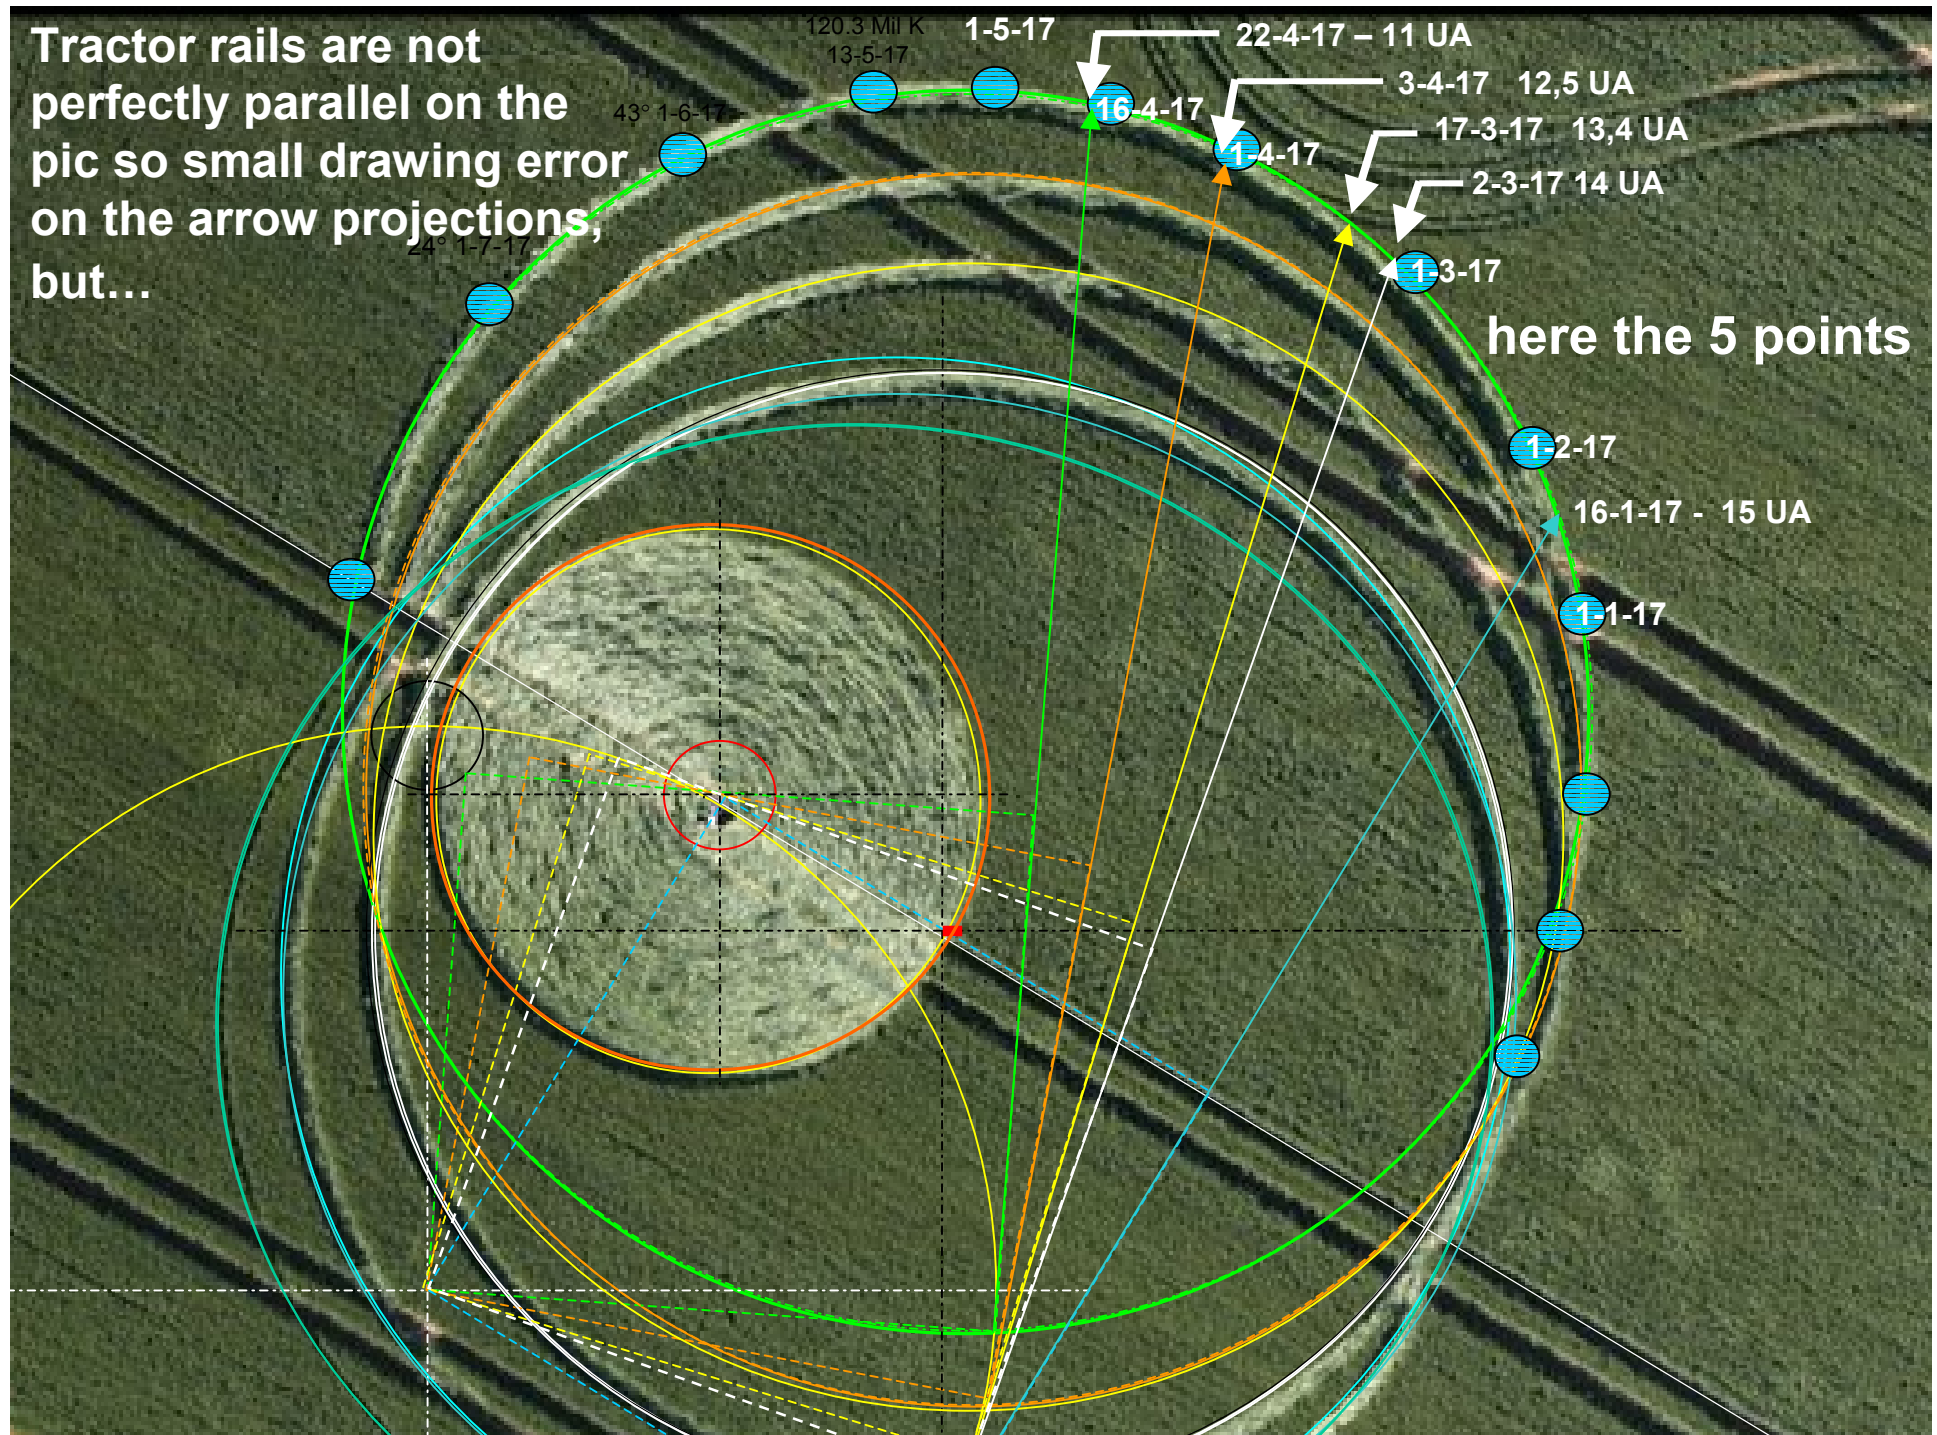 Tractor rails are not
perfectly parallel on the
pic so small drawing error
on the arrow projections,
but…
120.3 Mil K
13-5-17
1-5-17
22-4-17 – 11 UA
3-4-17 12,5 UA
16-4-17
43° 1-6-17
17-3-17 13,4 UA
1-4-17
2-3-17 14 UA
24° 1-7-17
1-3-17
here the 5 points
1-2-17
16-1-17 - 15 UA
1-1-17